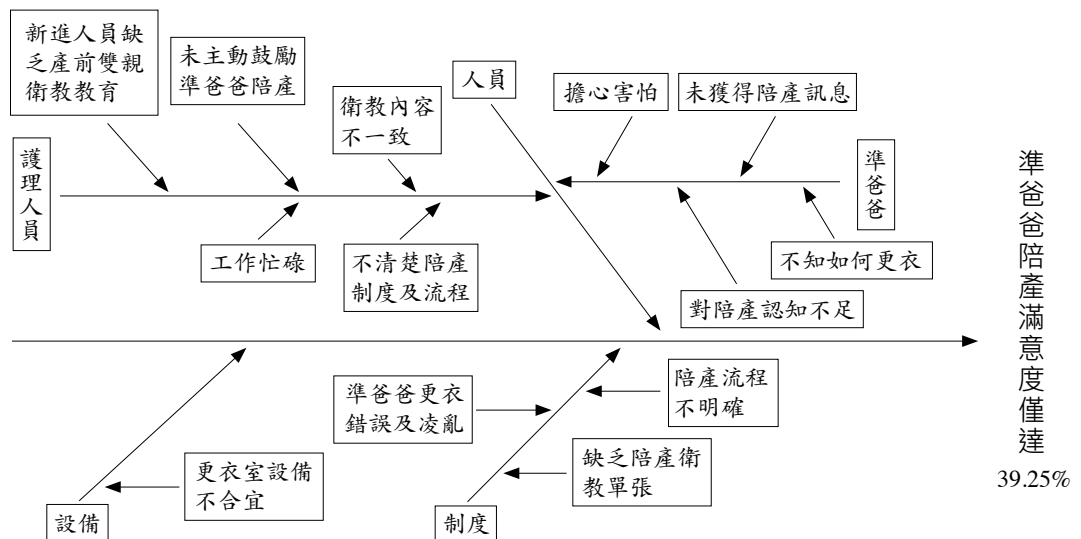 新進人員缺
乏產前雙親
衛教教育
未主動鼓勵
準爸爸陪產
衛教內容
不一致
人員
擔心害怕
未獲得陪產訊息
護理人員
準爸爸
工作忙碌
不清楚陪產
制度及流程
不知如何更衣
對陪產認知不足
準爸爸陪產滿意度僅達
39.25%
準爸爸更衣
錯誤及凌亂
陪產流程
不明確
更衣室設備
不合宜
缺乏陪產衛
教單張
設備
制度